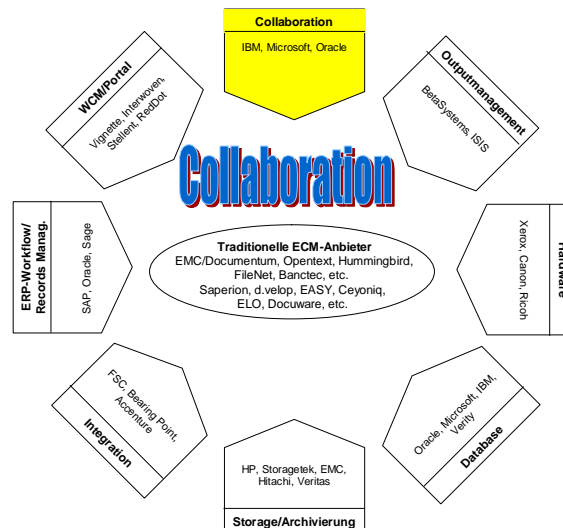 Collaboration
IBM, Microsoft, Oracle
WCM/Portal
Vignette, Interwoven,
Stellent, RedDot
Outputmanagement
BetaSystems, ISIS
Collaboration
ERP-Workflow/
Records Manag.
SAP, Oracle, Sage
Traditionelle ECM-Anbieter
EMC/Documentum, Opentext, Hummingbird,
FileNet, Banctec, etc.
Saperion, d.velop, EASY, Ceyoniq,
ELO, Docuware, etc.
Xerox, Canon, Ricoh
Hardware
FSC, Bearing Point,
Accenture
Integration
Oracle, Microsoft, IBM,
Verity
Database
HP, Storagetek, EMC,
Hitachi, Veritas
Storage/Archivierung